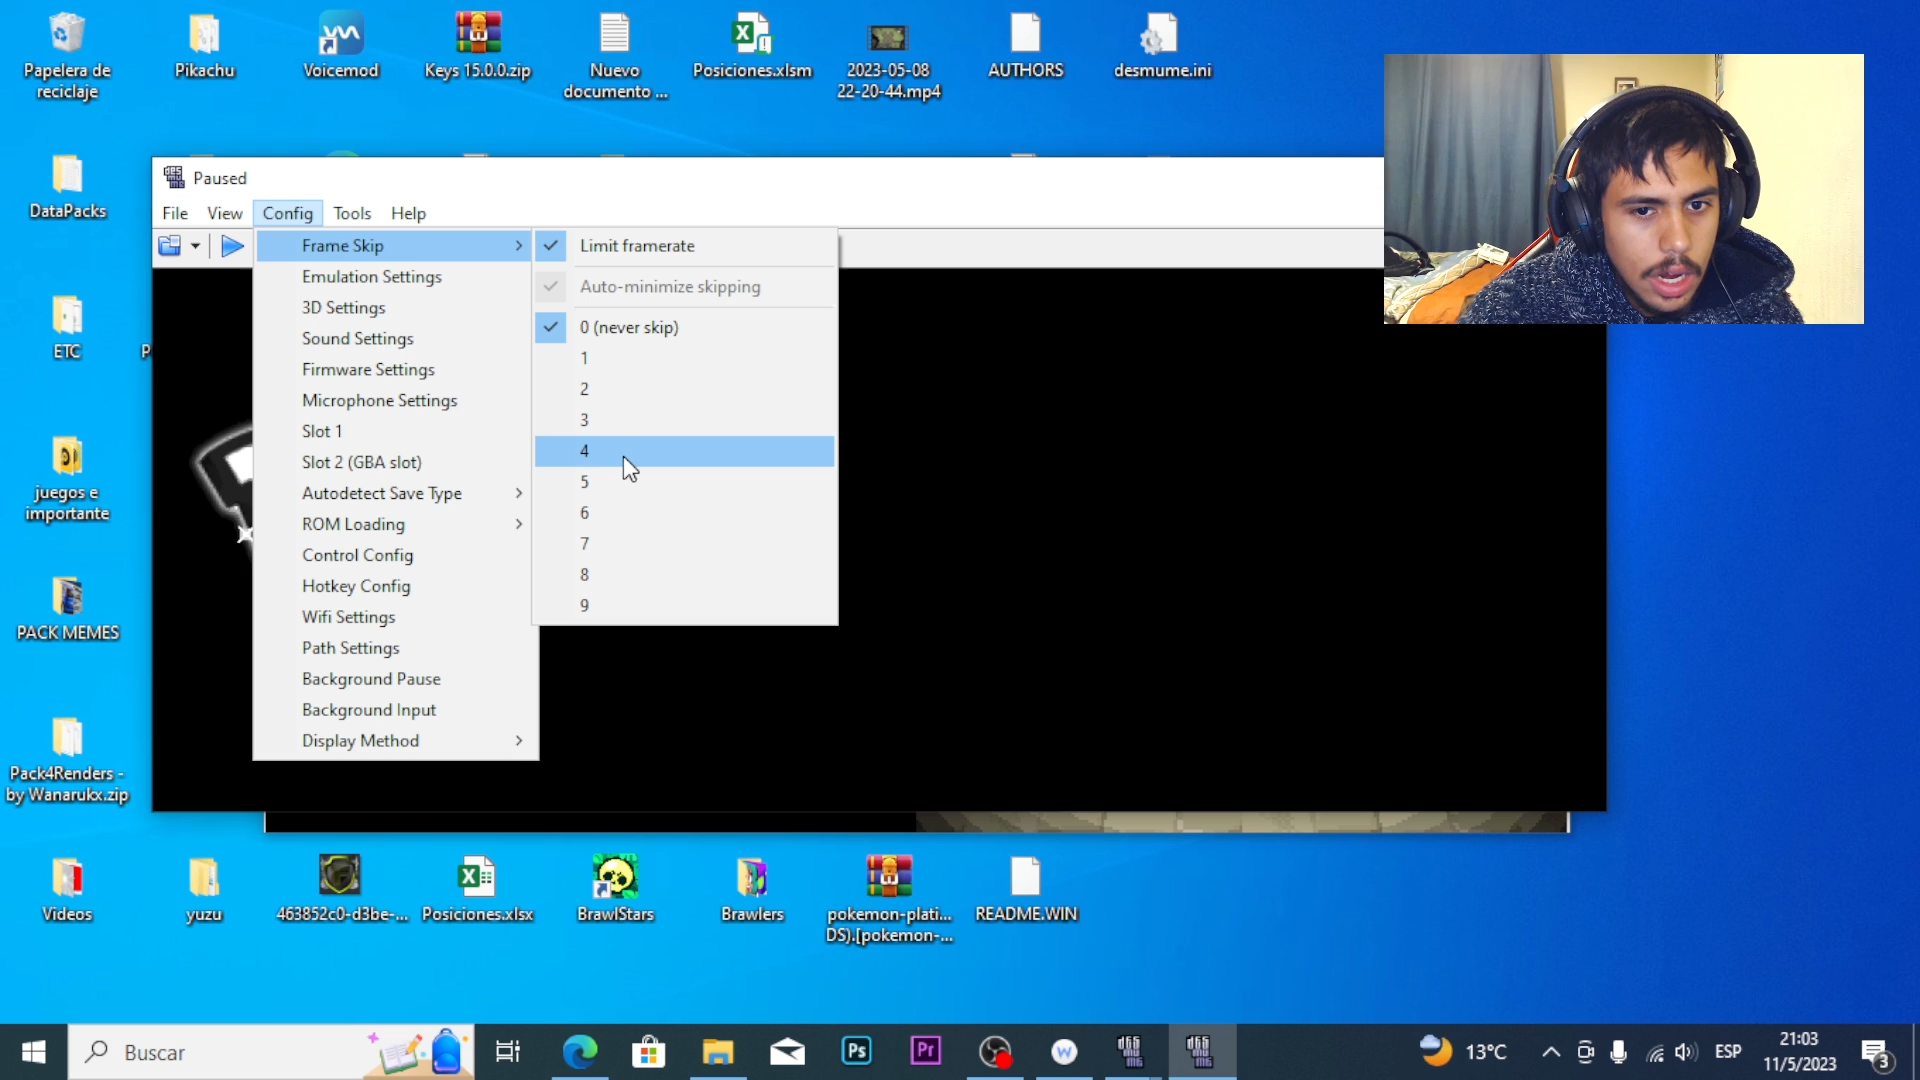 Papelera de
reciclaje
Pikachu
Voicemod
Keys 15.0.0.zip
Nuevo
documento ...
Posiciones.xlsm
2023-05-08
22-20-44.mp4
AUTHORS
desmume.ini
DataPacks
ETC
P
juegos e
importante
PACK MEMES
Pack4Renders -
by Wanarukx.zip
Paused
File View Config Tools Help
Frame Skip
Emulation Settings
3D Settings
Sound Settings
Firmware Settings
Microphone Settings
Slot 1
Slot 2 (GBA slot)
Autodetect Save Type
ROM Loading
Control Config
Hotkey Config
Wifi Settings
Path Settings
Background Pause
Background Input
Display Method
Limit framerate
Auto-minimize skipping
0 (never skip)
1
2
3
4
5
6
7
8
9
Videos
yuzu
463852c0-d3be-...
Posiciones.xlsx
BrawlStars
Brawlers
pokemon-plati...
DS).[pokemon-...
README.WIN
Buscar
Ps
Pr
W
13°C
ESP
21:03
11/5/2023
3